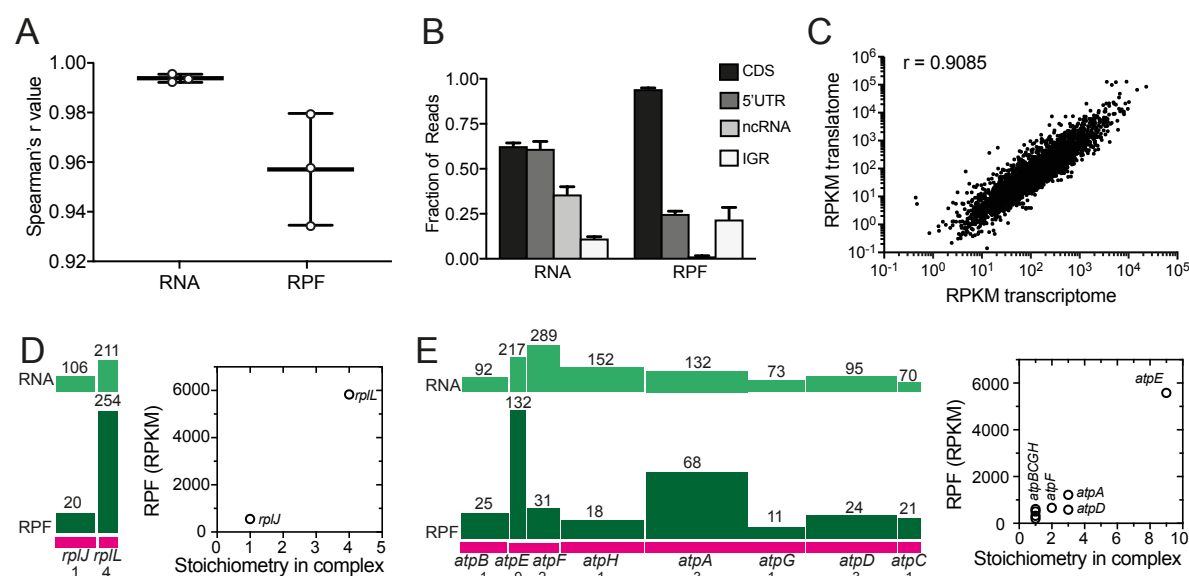 A
Spearman's r value
1.00
0.98
0.96
0.94
0.92
RNA
RPF
B
Fraction of Reads
1.00
0.75
0.50
0.25
0.00
RNA
RPF
CDS
5'UTR
ncRNA
IGR
C
r = 0.9085
RPKM translatome
10^6
10^5
10^4
10^3
10^2
10^1
10^0
10^-1
10^-1
10^0
10^1
10^2
10^3
10^4
10^5
RPKM transcriptome
D
RNA
106
211
254
20
RPF
rplJ
rplL
1
4
RPF (RPKM)
6000
4000
2000
0
rplL
rplJ
0
1
2
3
4
5
Stoichiometry in complex
E
RNA
92
217
289
152
132
73
95
70
RPF
25
132
31
18
68
11
24
21
atpB
atpE
atpF
atpH
atpA
atpG
atpD
atpC
RPF (RPKM)
6000
4000
2000
0
atpE
atpBCGH
atpF
atpA
atpD
0
2
4
6
8
10
Stoichiometry in complex